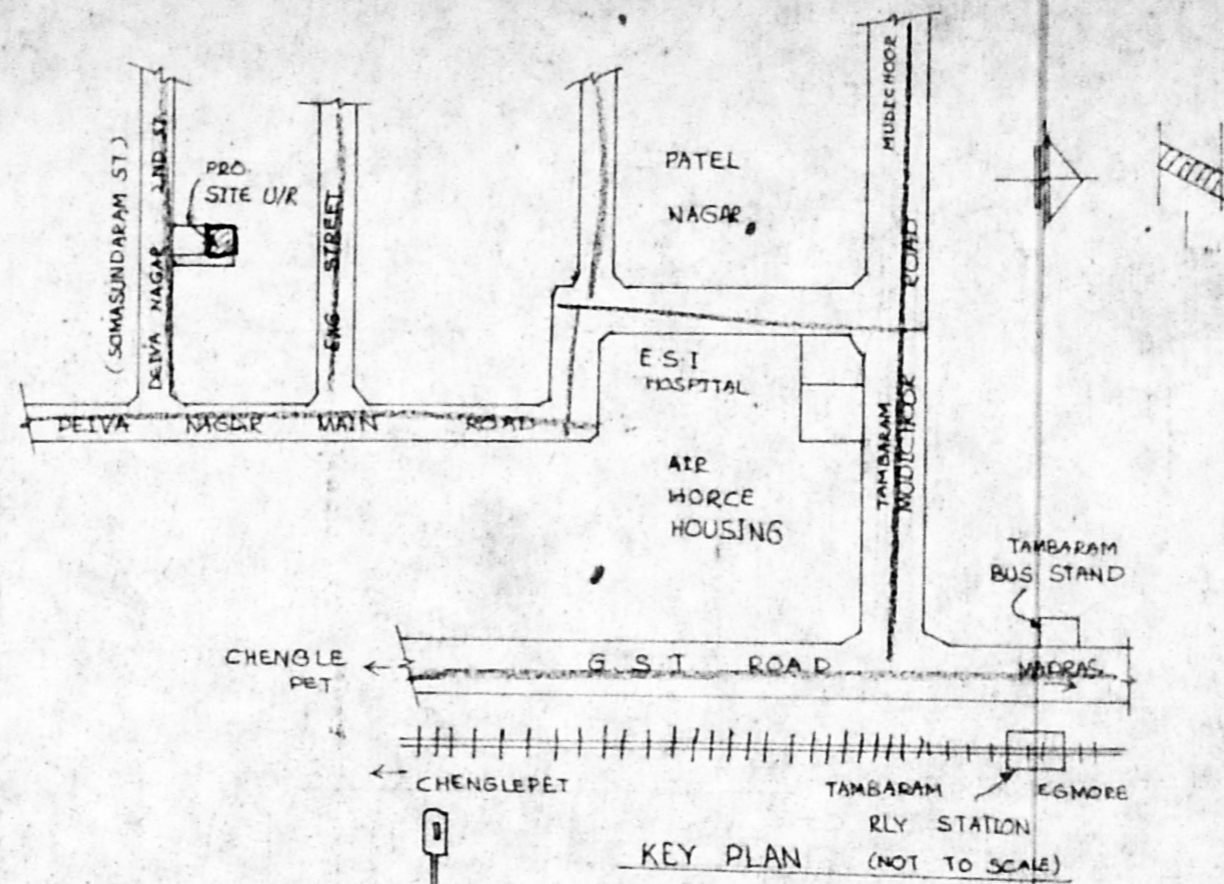 (SOMASUNDARAM ST)
DEIVA NAGAR 2ND ST
PRO
SITE U/R
STREET
PATEL
NAGAR
MUDICHOOR
ROAD
E.S.I
HOSPITAL
DEIVA NAGAR MAIN ROAD
AIR
HORCE
HOUSING
TAMBARAM
MUDICHOOR
TAMBARAM
BUS STAND
CHENGLE
PET
G.S.T ROAD
MADRAS
CHENGLEPET
TAMBARAM
RLY STATION
EGMORE
KEY PLAN
(NOT TO SCALE)